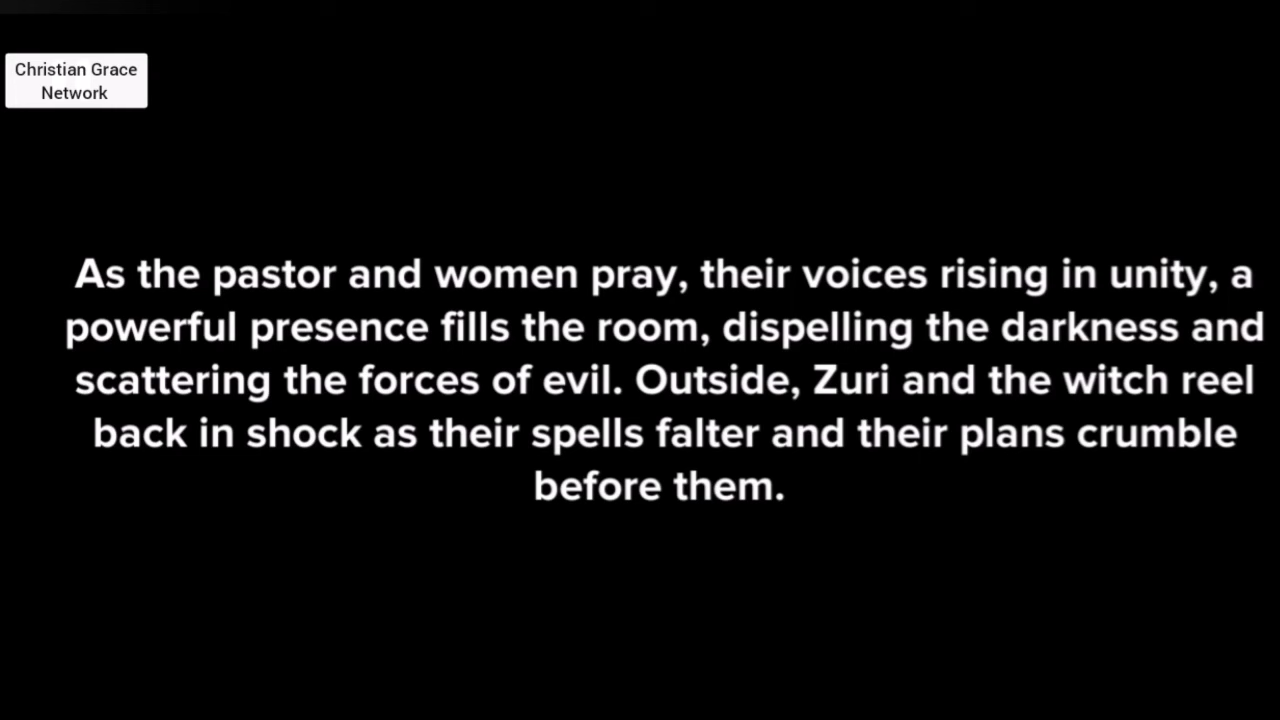 Christian Grace
Network
As the pastor and women pray, their voices rising in unity, a
powerful presence fills the room, dispelling the darkness and
scattering the forces of evil. Outside, Zuri and the witch reel
back in shock as their spells falter and their plans crumble
before them.